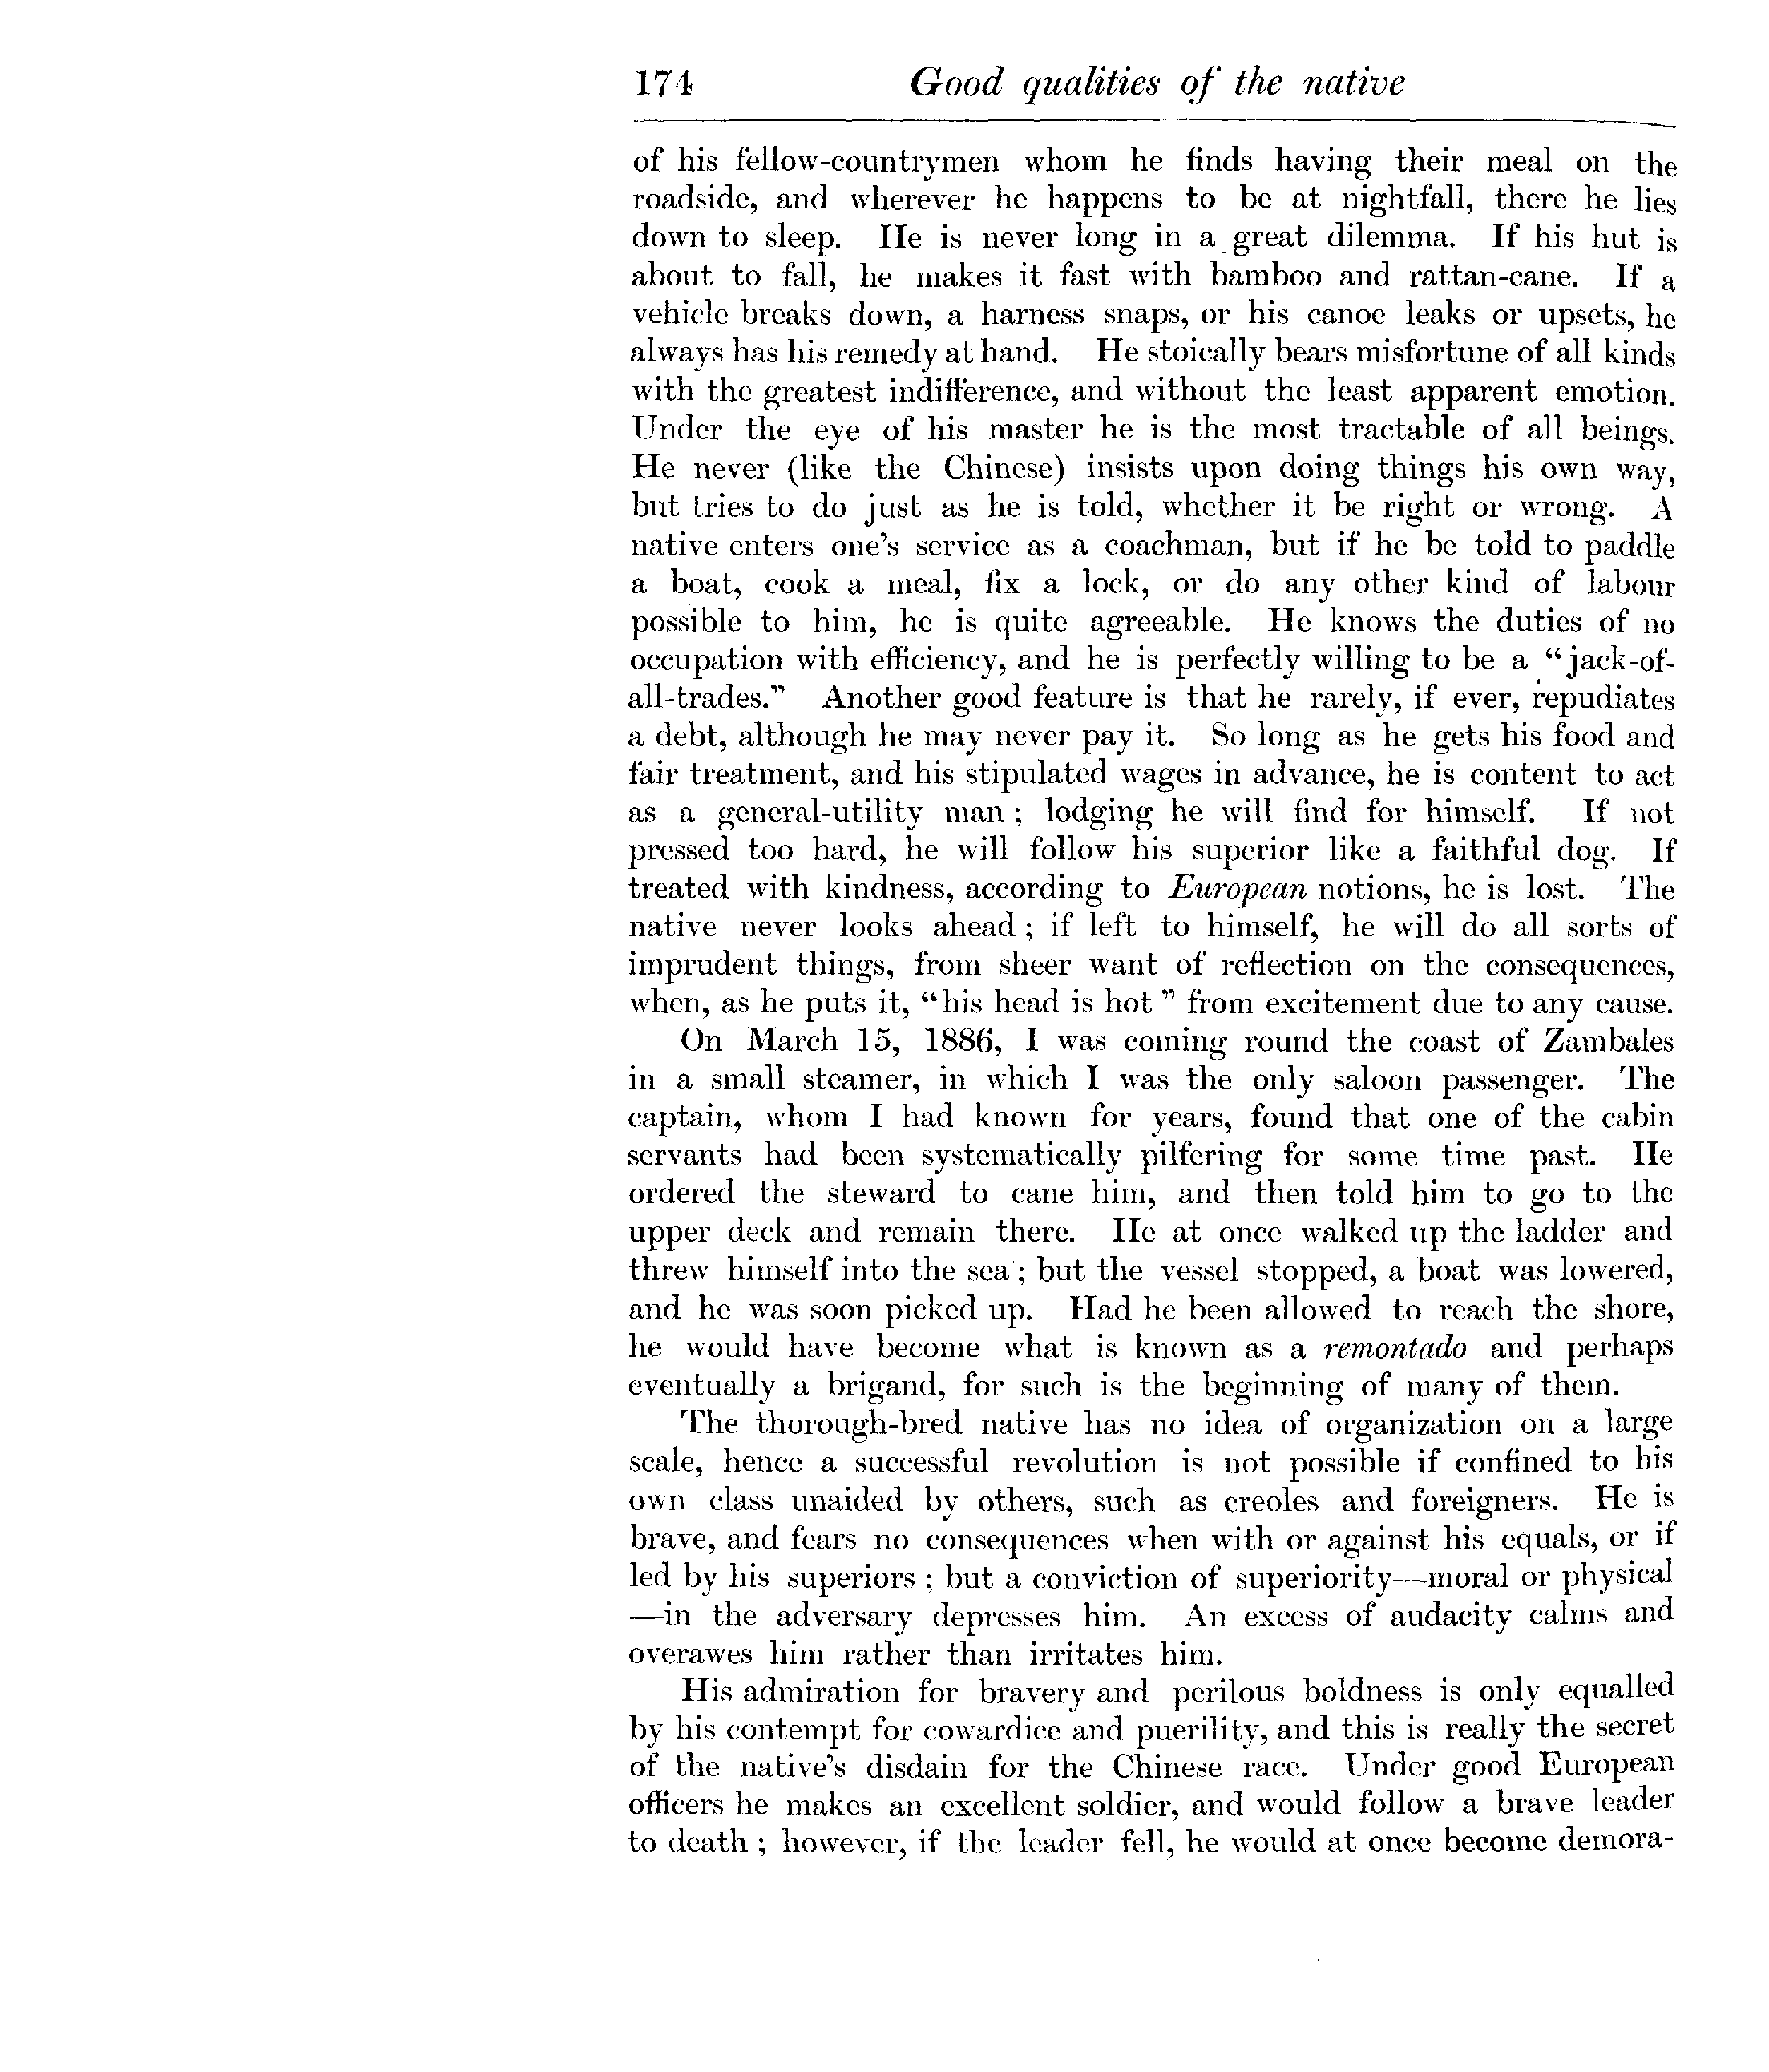 174 Good qualities of the native
of his fellow-countrymen whom he finds having their meal on the
roadside, and wherever he happens to be at nightfall, there he lies
down to sleep. He is never long in a great dilemma. If his hut is
about to fall, he makes it fast with bamboo and rattan-cane. If a
vehicle breaks down, a harness snaps, or his canoe leaks or upsets, he
always has his remedy at hand. He stoically bears misfortune of all kinds
with the greatest indifference, and without the least apparent emotion.
Under the eye of his master he is the most tractable of all beings.
He never (like the Chinese) insists upon doing things his own way,
but tries to do just as he is told, whether it be right or wrong. A
native enters one's service as a coachman, but if he be told to paddle
a boat, cook a meal, fix a lock, or do any other kind of labour
possible to him, he is quite agreeable. He knows the duties of no
occupation with efficiency, and he is perfectly willing to be a "jack-of-
all-trades." Another good feature is that he rarely, if ever, repudiates
a debt, although he may never pay it. So long as he gets his food and
fair treatment, and his stipulated wages in advance, he is content to act
as a general-utility man ; lodging he will find for himself. If not
pressed too hard, he will follow his superior like a faithful dog. If
treated with kindness, according to European notions, he is lost. The
native never looks ahead ; if left to himself, he will do all sorts of
imprudent things, from sheer want of reflection on the consequences,
when, as he puts it, "his head is hot" from excitement due to any cause.
On March 15, 1886, I was coming round the coast of Zambales
in a small steamer, in which I was the only saloon passenger. The
captain, whom I had known for years, found that one of the cabin
servants had been systematically pilfering for some time past. He
ordered the steward to cane him, and then told him to go to the
upper deck and remain there. He at once walked up the ladder and
threw himself into the sea ; but the vessel stopped, a boat was lowered,
and he was soon picked up. Had he been allowed to reach the shore,
he would have become what is known as a remontado and perhaps
eventually a brigand, for such is the beginning of many of them.
The thorough-bred native has no idea of organization on a large
scale, hence a successful revolution is not possible if confined to his
own class unaided by others, such as creoles and foreigners. He is
brave, and fears no consequences when with or against his equals, or if
led by his superiors ; but a conviction of superiority—moral or physical
—in the adversary depresses him. An excess of audacity calms and
overawes him rather than irritates him.
His admiration for bravery and perilous boldness is only equalled
by his contempt for cowardice and puerility, and this is really the secret
of the native's disdain for the Chinese race. Under good European
officers he makes an excellent soldier, and would follow a brave leader
to death ; however, if the leader fell, he would at once become demora-